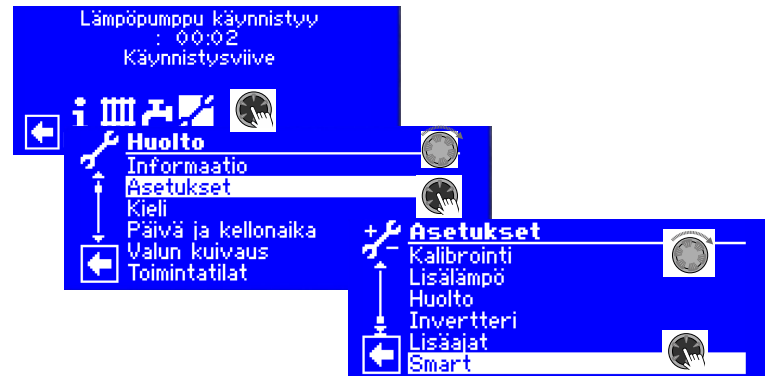 Lämpöpumppu käynnistyy
: 00:02
Käynnistysviive
Huolto
Informaatio
Asetukset
Kieli
Päivä ja kellonaika
Valun kuivaus
Toimintatilat
Asetukset
Kalibrointi
Lisälämpö
Huolto
Invertteri
Lisäajat
Smart